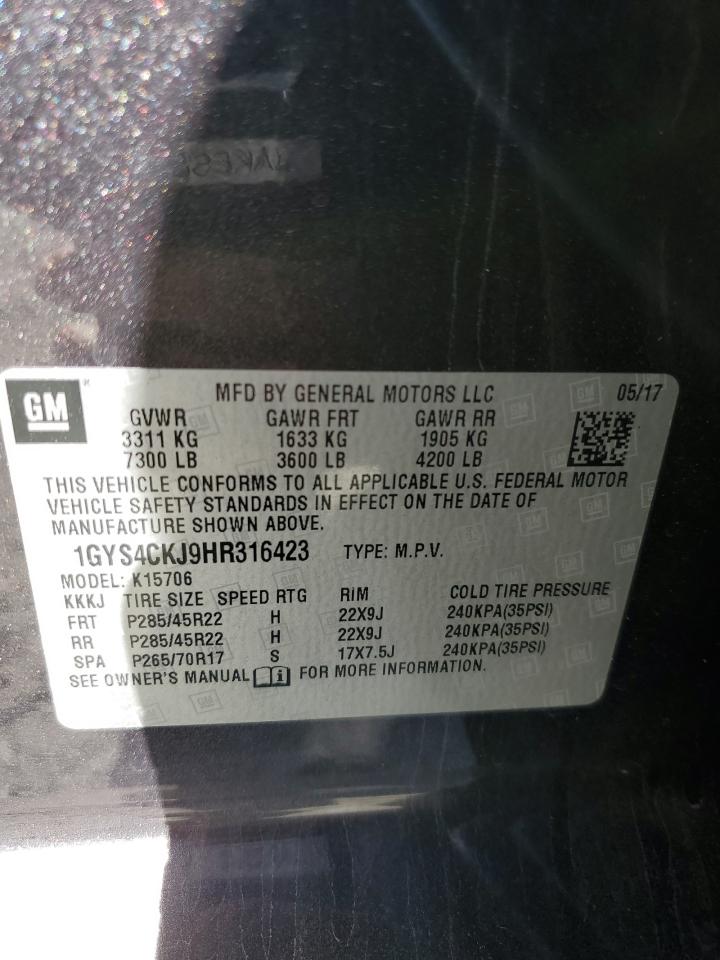 GM MFD BY GENERAL MOTORS LLC 05/17
GVWR GAWR FRT GAWR RR
3311 KG 1633 KG 1905 KG
7300 LB 3600 LB 4200 LB
THIS VEHICLE CONFORMS TO ALL APPLICABLE U.S. FEDERAL MOTOR
VEHICLE SAFETY STANDARDS IN EFFECT ON THE DATE OF
MANUFACTURE SHOWN ABOVE.
1GYS4CKJ9HR316423 TYPE: M.P.V.
MODEL: K15706
KKKJ TIRE SIZE SPEED RTG RIM COLD TIRE PRESSURE
FRT P285/45R22 H 22X9J 240KPA(35PSI)
RR P285/45R22 H 22X9J 240KPA(35PSI)
SPA P265/70R17 S 17X7.5J 240KPA(35PSI)
SEE OWNER'S MANUAL FOR MORE INFORMATION.